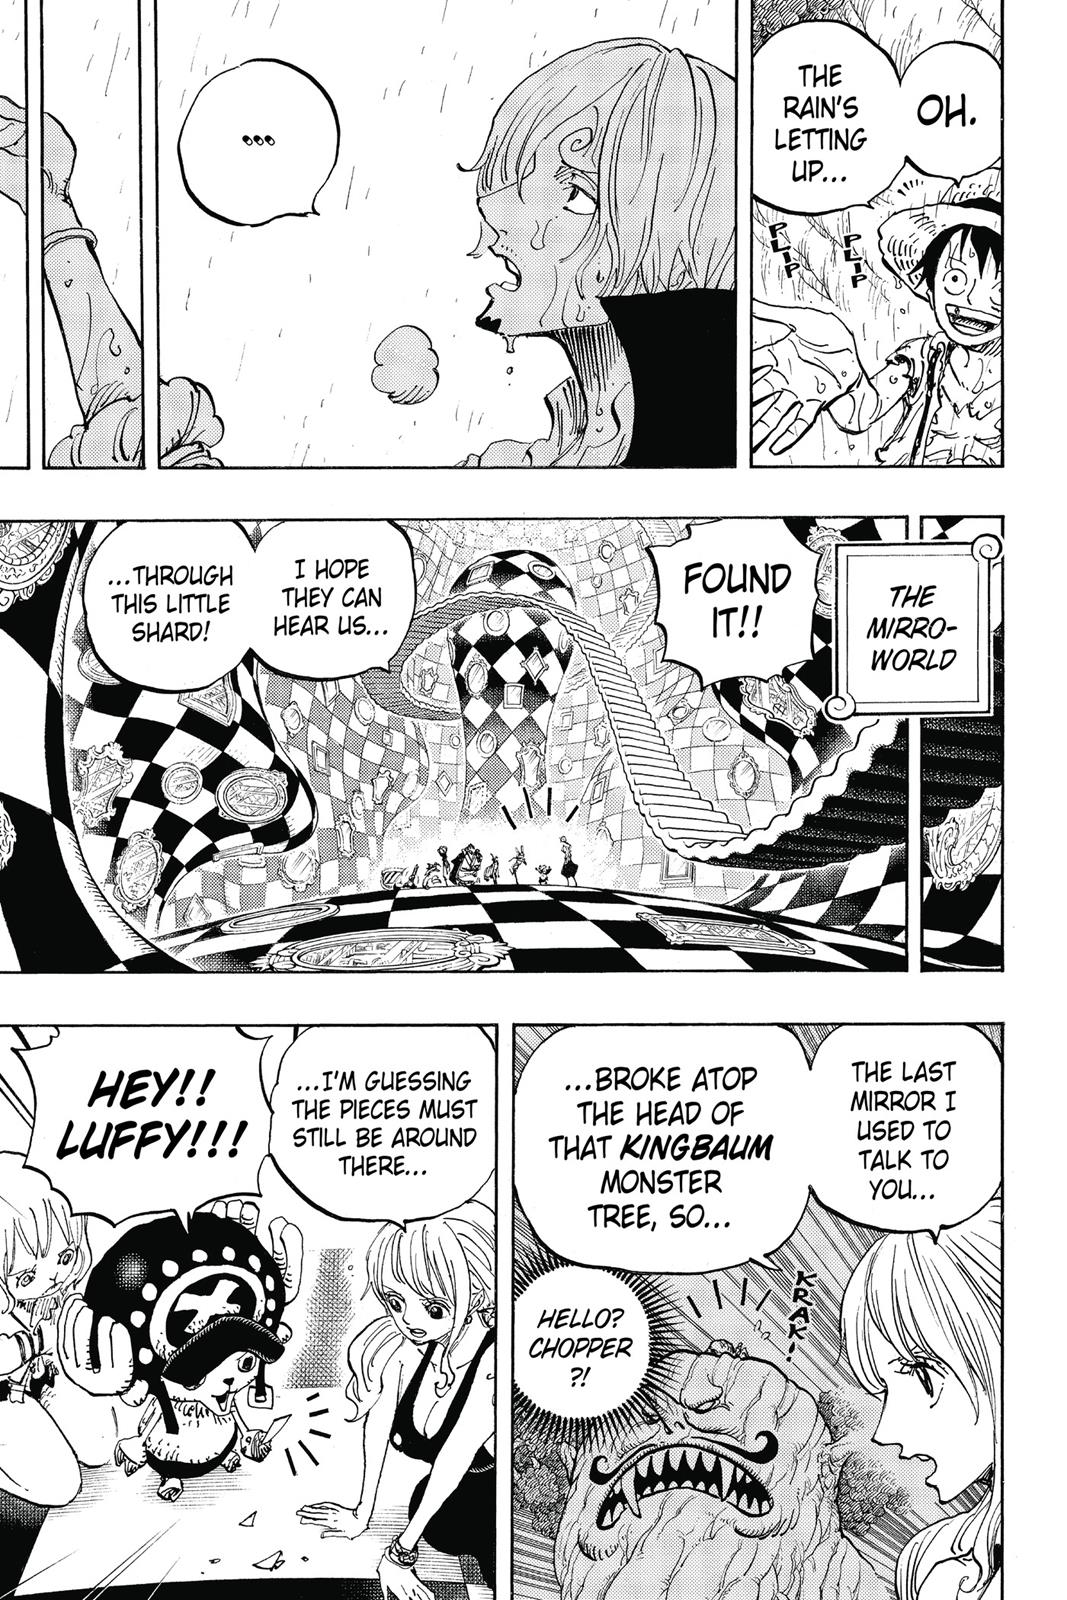 OH.
THE
RAIN'S
LETTING
UP...
PLIP
PLIP
...
THE
MIRRO-
WORLD
FOUND
IT!!
I HOPE
THEY CAN
HEAR US...
...THROUGH
THIS LITTLE
SHARD!
THE LAST
MIRROR I
USED TO
TALK TO
YOU...
...BROKE ATOP
THE HEAD OF
THAT KINGBAUM
MONSTER
TREE, SO...
KRAK!
HELLO?
CHOPPER
?!
...I'M GUESSING
THE PIECES MUST
STILL BE AROUND
THERE...
HEY!!
LUFFY!!!